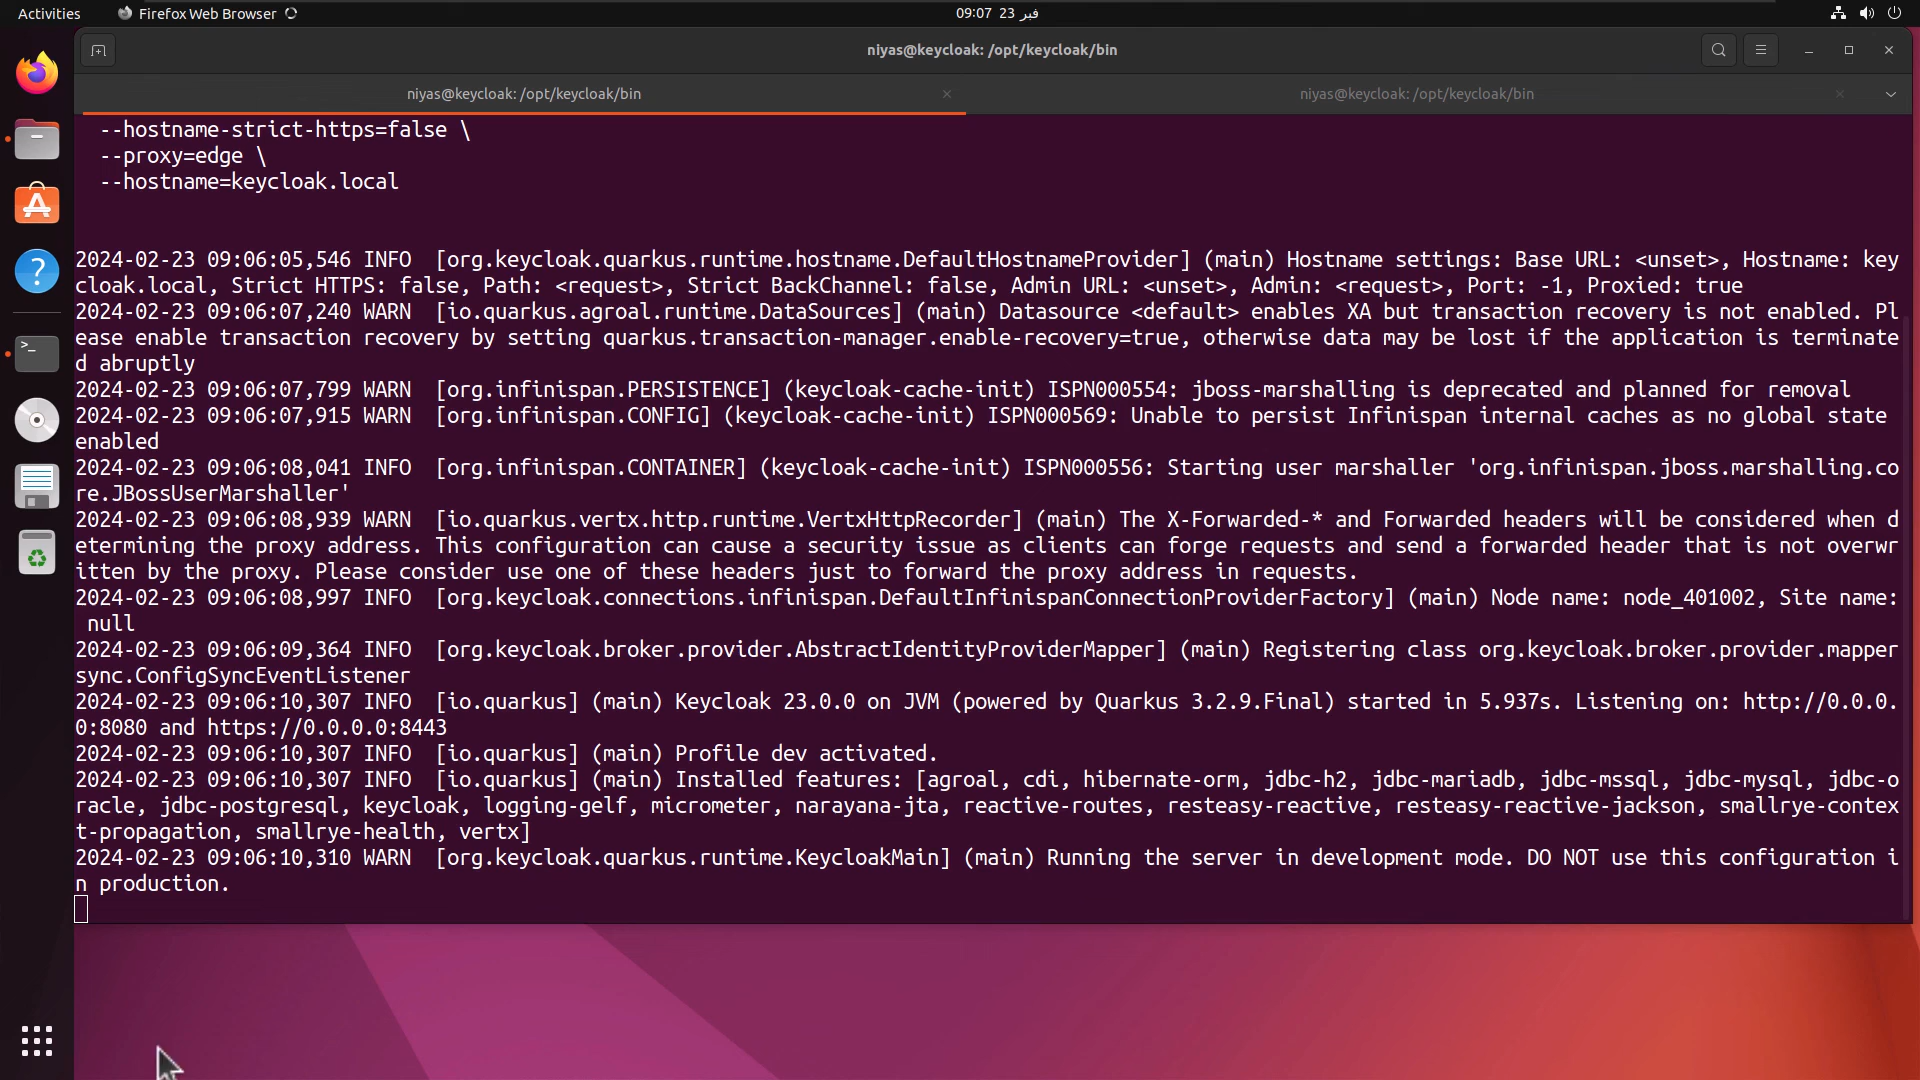 Activities
Firefox Web Browser
09:07 23 فبر
niyas@keycloak: /opt/keycloak/bin
niyas@keycloak: /opt/keycloak/bin
niyas@keycloak: /opt/keycloak/bin
--hostname-strict-https=false \
--proxy=edge \
--hostname=keycloak.local
2024-02-23 09:06:05,546 INFO  [org.keycloak.quarkus.runtime.hostname.DefaultHostnameProvider] (main) Hostname settings: Base URL: <unset>, Hostname: key
cloak.local, Strict HTTPS: false, Path: <request>, Strict BackChannel: false, Admin URL: <unset>, Admin: <request>, Port: -1, Proxied: true
2024-02-23 09:06:07,240 WARN  [io.quarkus.agroal.runtime.DataSources] (main) Datasource <default> enables XA but transaction recovery is not enabled. Pl
ease enable transaction recovery by setting quarkus.transaction-manager.enable-recovery=true, otherwise data may be lost if the application is terminate
d abruptly
2024-02-23 09:06:07,799 WARN  [org.infinispan.PERSISTENCE] (keycloak-cache-init) ISPN000554: jboss-marshalling is deprecated and planned for removal
2024-02-23 09:06:07,915 WARN  [org.infinispan.CONFIG] (keycloak-cache-init) ISPN000569: Unable to persist Infinispan internal caches as no global state
enabled
2024-02-23 09:06:08,041 INFO  [org.infinispan.CONTAINER] (keycloak-cache-init) ISPN000556: Starting user marshaller 'org.infinispan.jboss.marshalling.co
re.JBossUserMarshaller'
2024-02-23 09:06:08,939 WARN  [io.quarkus.vertx.http.runtime.VertxHttpRecorder] (main) The X-Forwarded-* and Forwarded headers will be considered when d
etermining the proxy address. This configuration can cause a security issue as clients can forge requests and send a forwarded header that is not overwr
itten by the proxy. Please consider use one of these headers just to forward the proxy address in requests.
2024-02-23 09:06:08,997 INFO  [org.keycloak.connections.infinispan.DefaultInfinispanConnectionProviderFactory] (main) Node name: node_401002, Site name:
null
2024-02-23 09:06:09,364 INFO  [org.keycloak.broker.provider.AbstractIdentityProviderMapper] (main) Registering class org.keycloak.broker.provider.mapper
sync.ConfigSyncEventListener
2024-02-23 09:06:10,307 INFO  [io.quarkus] (main) Keycloak 23.0.0 on JVM (powered by Quarkus 3.2.9.Final) started in 5.937s. Listening on: http://0.0.0.
0:8080 and https://0.0.0.0:8443
2024-02-23 09:06:10,307 INFO  [io.quarkus] (main) Profile dev activated.
2024-02-23 09:06:10,307 INFO  [io.quarkus] (main) Installed features: [agroal, cdi, hibernate-orm, jdbc-h2, jdbc-mariadb, jdbc-mssql, jdbc-mysql, jdbc-o
racle, jdbc-postgresql, keycloak, logging-gelf, micrometer, narayana-jta, reactive-routes, resteasy-reactive, resteasy-reactive-jackson, smallrye-contex
t-propagation, smallrye-health, vertx]
2024-02-23 09:06:10,310 WARN  [org.keycloak.quarkus.runtime.KeycloakMain] (main) Running the server in development mode. DO NOT use this configuration i
n production.